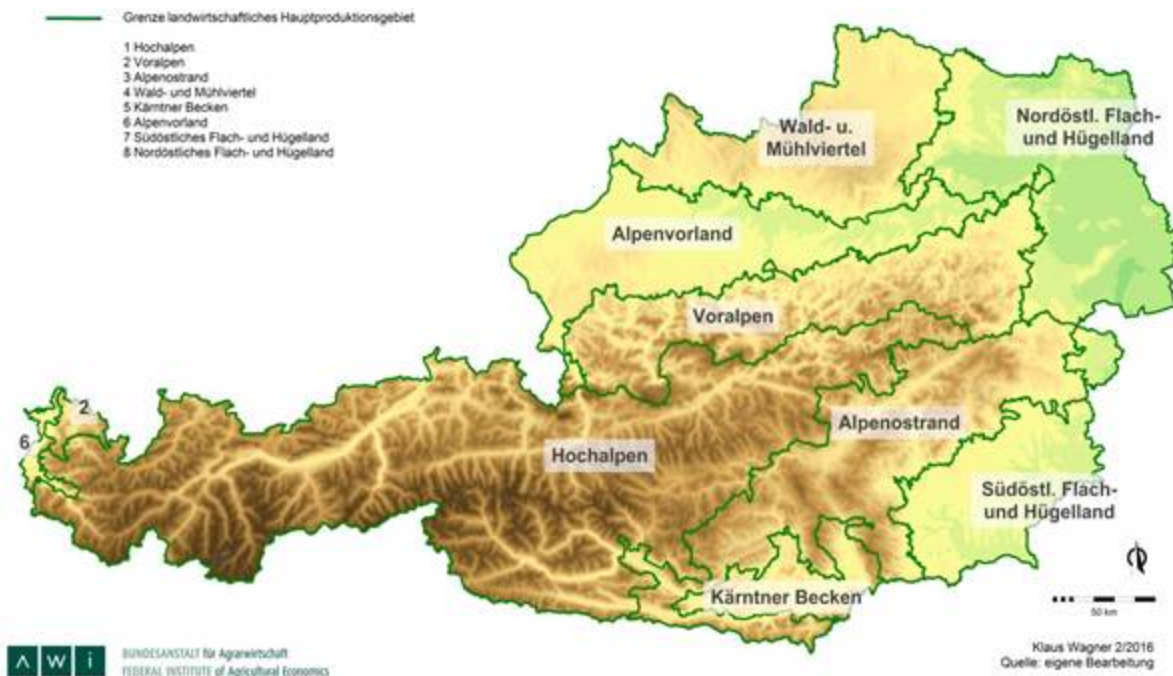 Grenze landwirtschaftliches Hauptproduktionsgebiet
1 Hochalpen
2 Voralpen
3 Alpenostrand
4 Wald- und Mühlviertel
5 Kärntner Becken
6 Alpenvorland
7 Südöstliches Flach- und Hügelland
8 Nordöstliches Flach- und Hügelland
Nordöstl. Flach-
und Hügelland
Wald- u.
Mühlviertel
Alpenvorland
Voralpen
2
6
Alpenostrand
Hochalpen
Südöstl. Flach-
und Hügelland
Kärntner Becken
50 km
Klaus Wagner 2/2016
Quelle: eigene Bearbeitung
AWi
BUNDESANSTALT für Agrarwirtschaft
FEDERAL INSTITUTE of Agricultural Economics